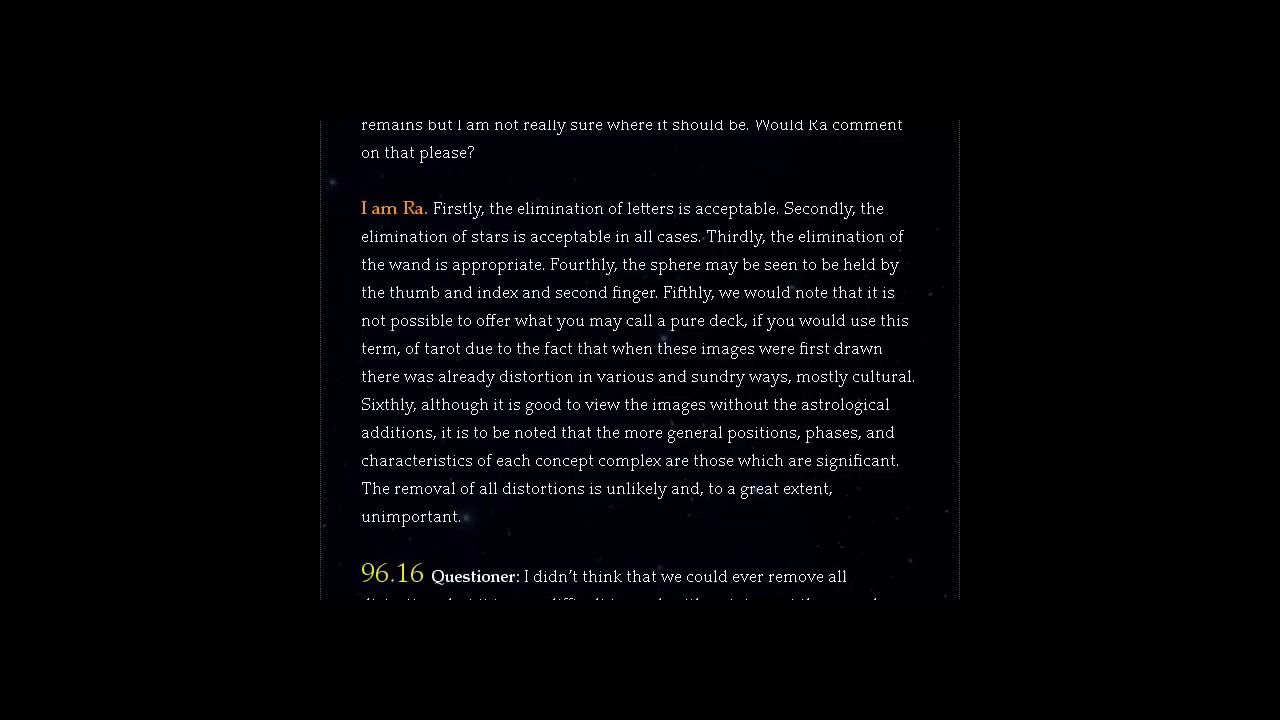 remains but I am not really sure where it should be. Would Ra comment
on that please?
I am Ra. Firstly, the elimination of letters is acceptable. Secondly, the
elimination of stars is acceptable in all cases. Thirdly, the elimination of
the wand is appropriate. Fourthly, the sphere may be seen to be held by
the thumb and index and second finger. Fifthly, we would note that it is
not possible to offer what you may call a pure deck, if you would use this
term, of tarot due to the fact that when these images were first drawn
there was already distortion in various and sundry ways, mostly cultural.
Sixthly, although it is good to view the images without the astrological
additions, it is to be noted that the more general positions, phases, and
characteristics of each concept complex are those which are significant.
The removal of all distortions is unlikely and, to a great extent,
unimportant.
96.16 Questioner: I didn't think that we could ever remove all